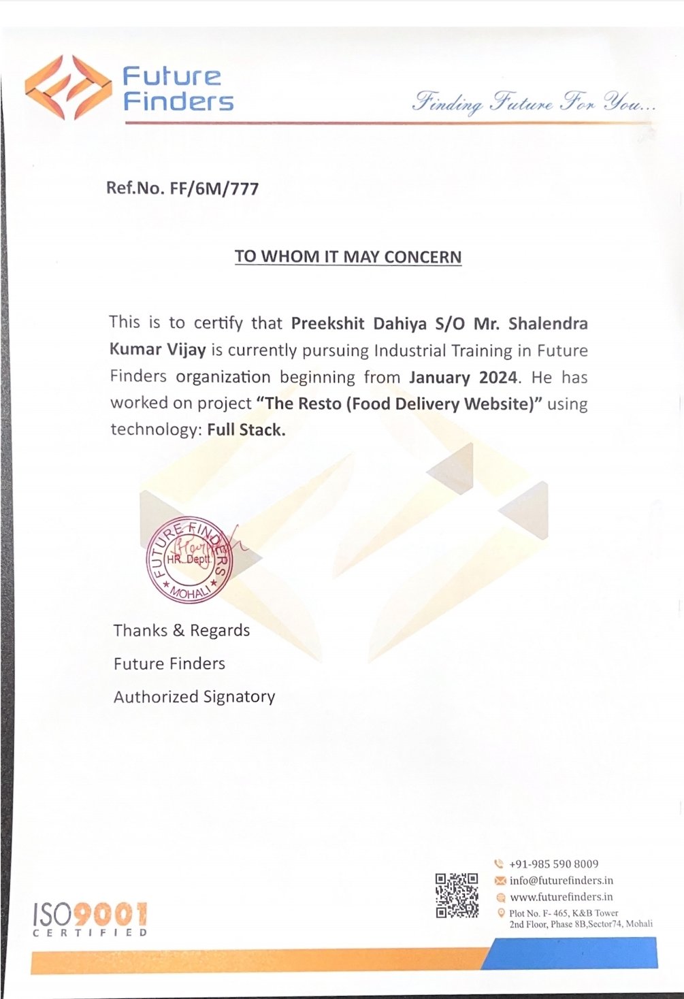 Future
Finders
Finding Future For You...
Ref.No. FF/6M/777
TO WHOM IT MAY CONCERN
This is to certify that Preekshit Dahiya S/O Mr. Shalendra
Kumar Vijay is currently pursuing Industrial Training in Future
Finders organization beginning from January 2024. He has
worked on project “The Resto (Food Delivery Website)” using
technology: Full Stack.
FUTURE FINDERS
HR Deptt.
★ MOHALI ★
Thanks & Regards
Future Finders
Authorized Signatory
+91-985 590 8009
info@futurefinders.in
www.futurefinders.in
Plot No. F- 465, K&B Tower
2nd Floor, Phase 8B,Sector74, Mohali
ISO9001
CERTIFIED